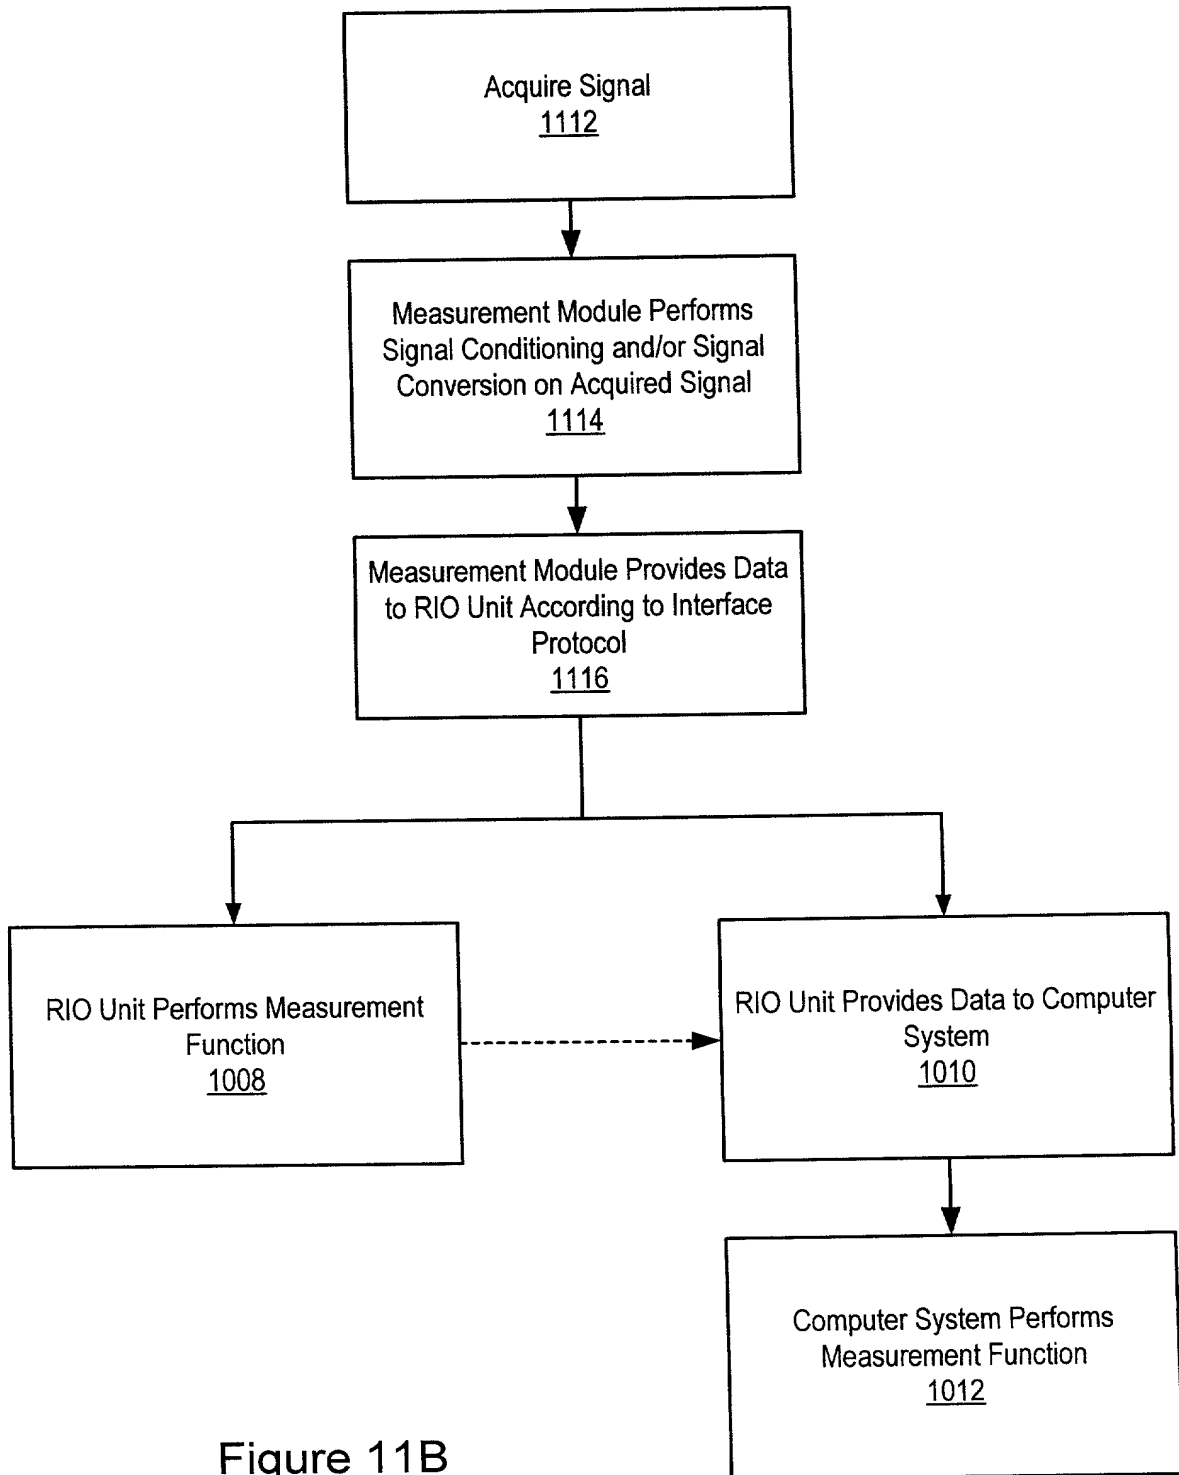 Acquire Signal
1112
Measurement Module Performs
Signal Conditioning and/or Signal
Conversion on Acquired Signal
1114
Measurement Module Provides Data
to RIO Unit According to Interface
Protocol
1116
RIO Unit Performs Measurement
Function
1008
RIO Unit Provides Data to Computer
System
1010
Computer System Performs
Measurement Function
1012
Figure 11B